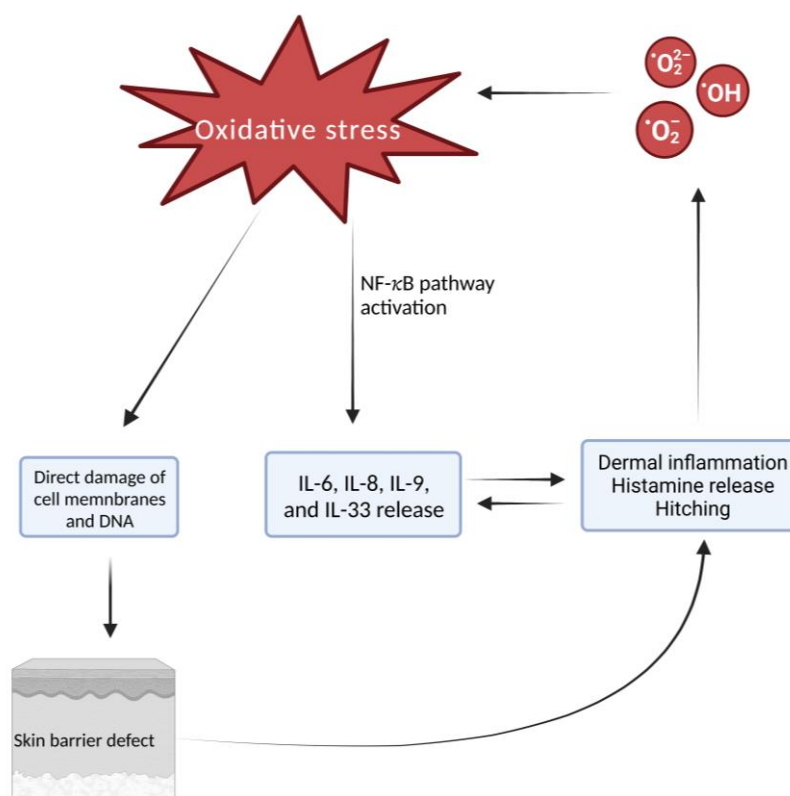 •O₂²⁻
•OH
•O₂⁻
Oxidative stress
NF-κB pathway
activation
Direct damage of
cell memnbranes
and DNA
IL-6, IL-8, IL-9,
and IL-33 release
Dermal inflammation
Histamine release
Hitching
Skin barrier defect